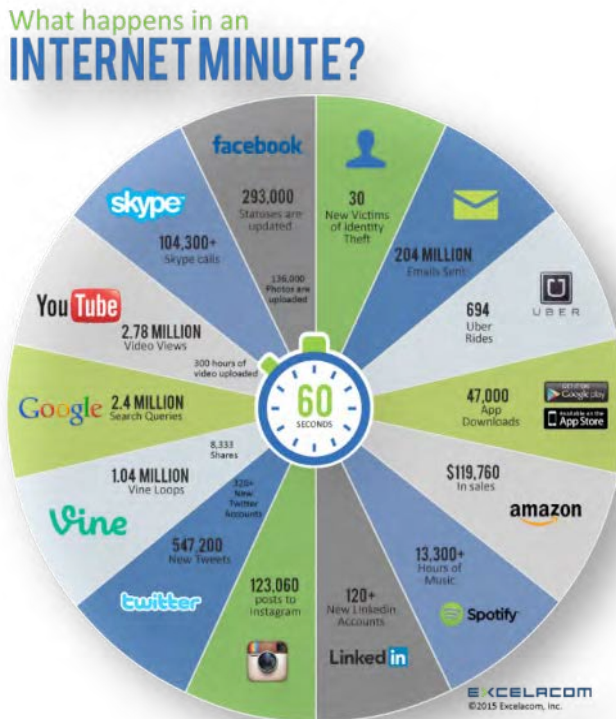 What happens in an
INTERNET MINUTE?
facebook
293,000
Statuses are
updated
136,000
Photos are
uploaded
30
New Victims
of Identity
Theft
204 MILLION
Emails Sent
UBER
694
Uber
Rides
47,000
App
Downloads
GET IT ON
Google play
Available on the
App Store
$119,760
In sales
amazon
13,300+
Hours of
Music
Spotify
120+
New Linkedin
Accounts
Linked in
123,060
posts to
Instagram
547,200
New Tweets
320+
New
Twitter
Accounts
twitter
1.04 MILLION
Vine Loops
8,333
Shares
Vine
Google
2.4 MILLION
Search Queries
You Tube
2.78 MILLION
Video Views
300 hours of
video uploaded
skype
104,300+
Skype calls
60
SECONDS
EXCELACOM
©2015 Excelacom, Inc.